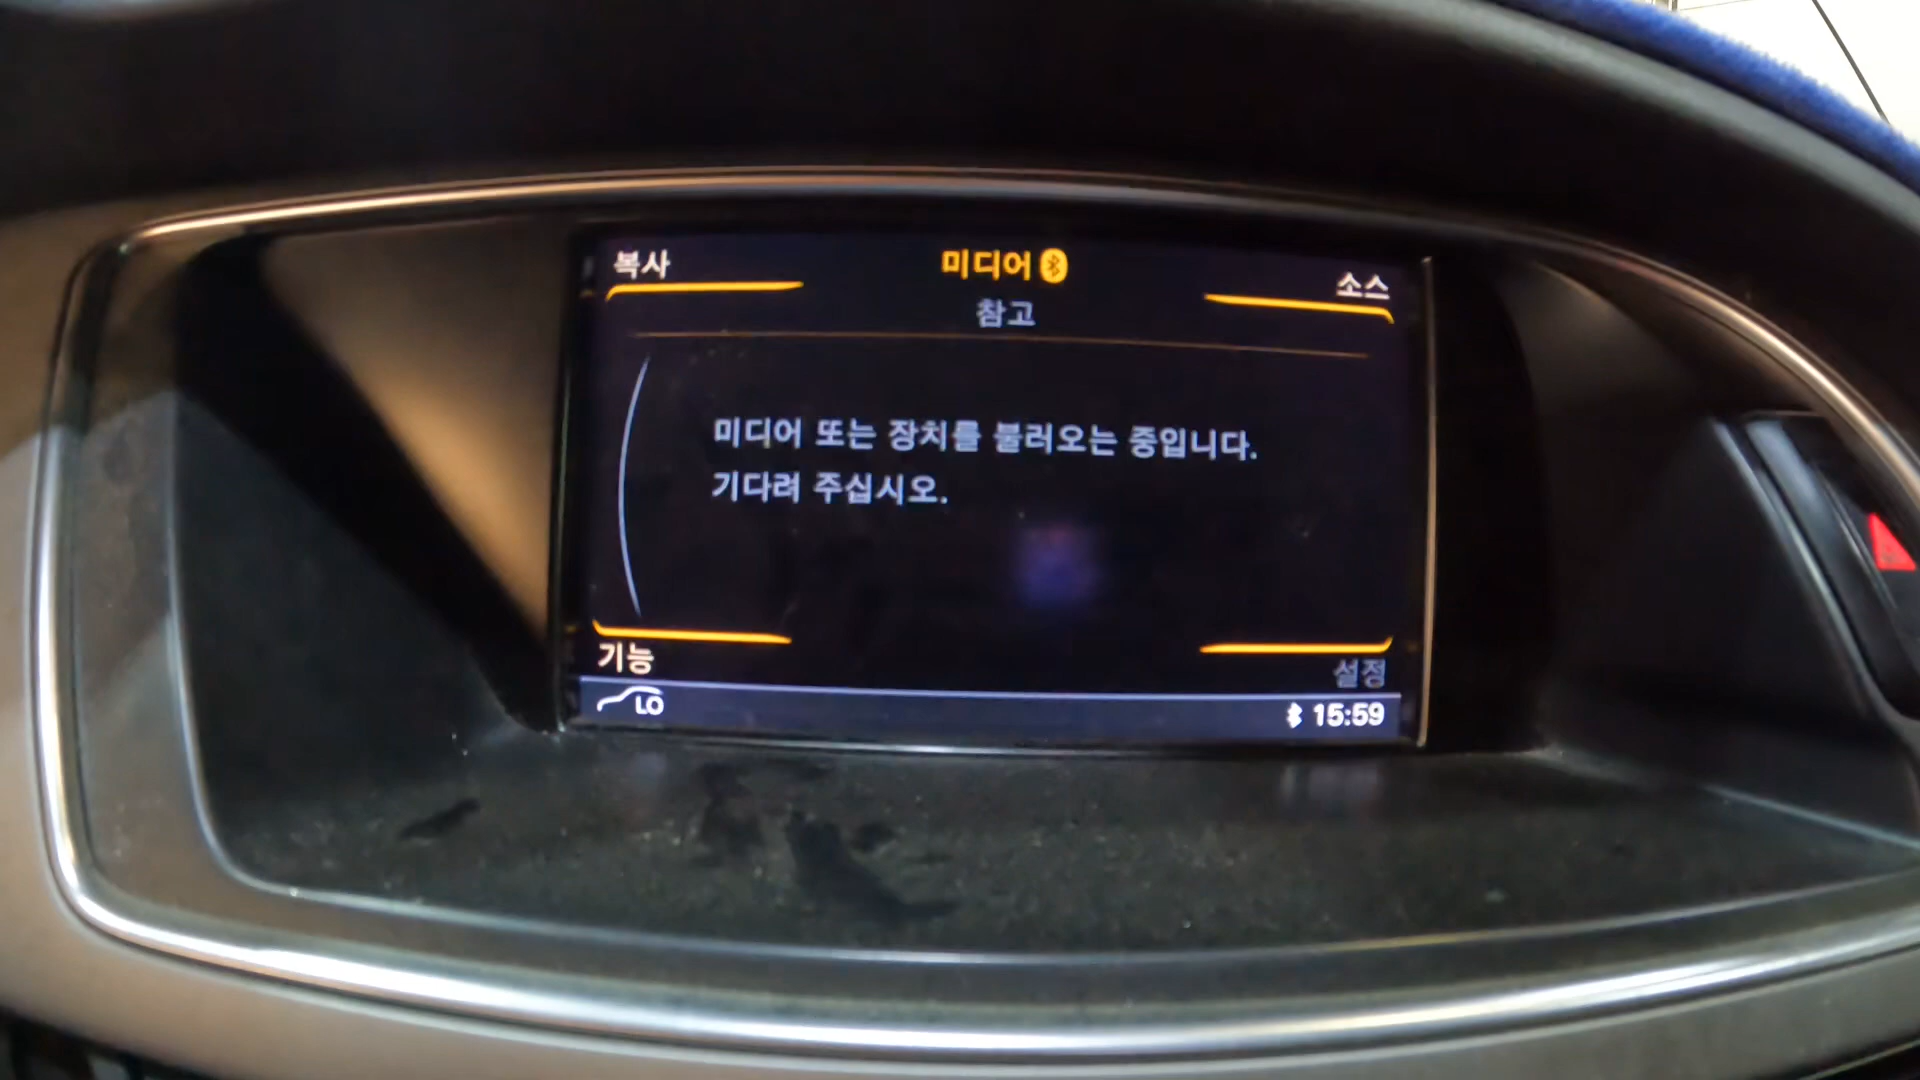 복사
미디어
소스
참고
미디어 또는 장치를 불러오는 중입니다.
기다려 주십시오.
기능
설정
LO
15:59